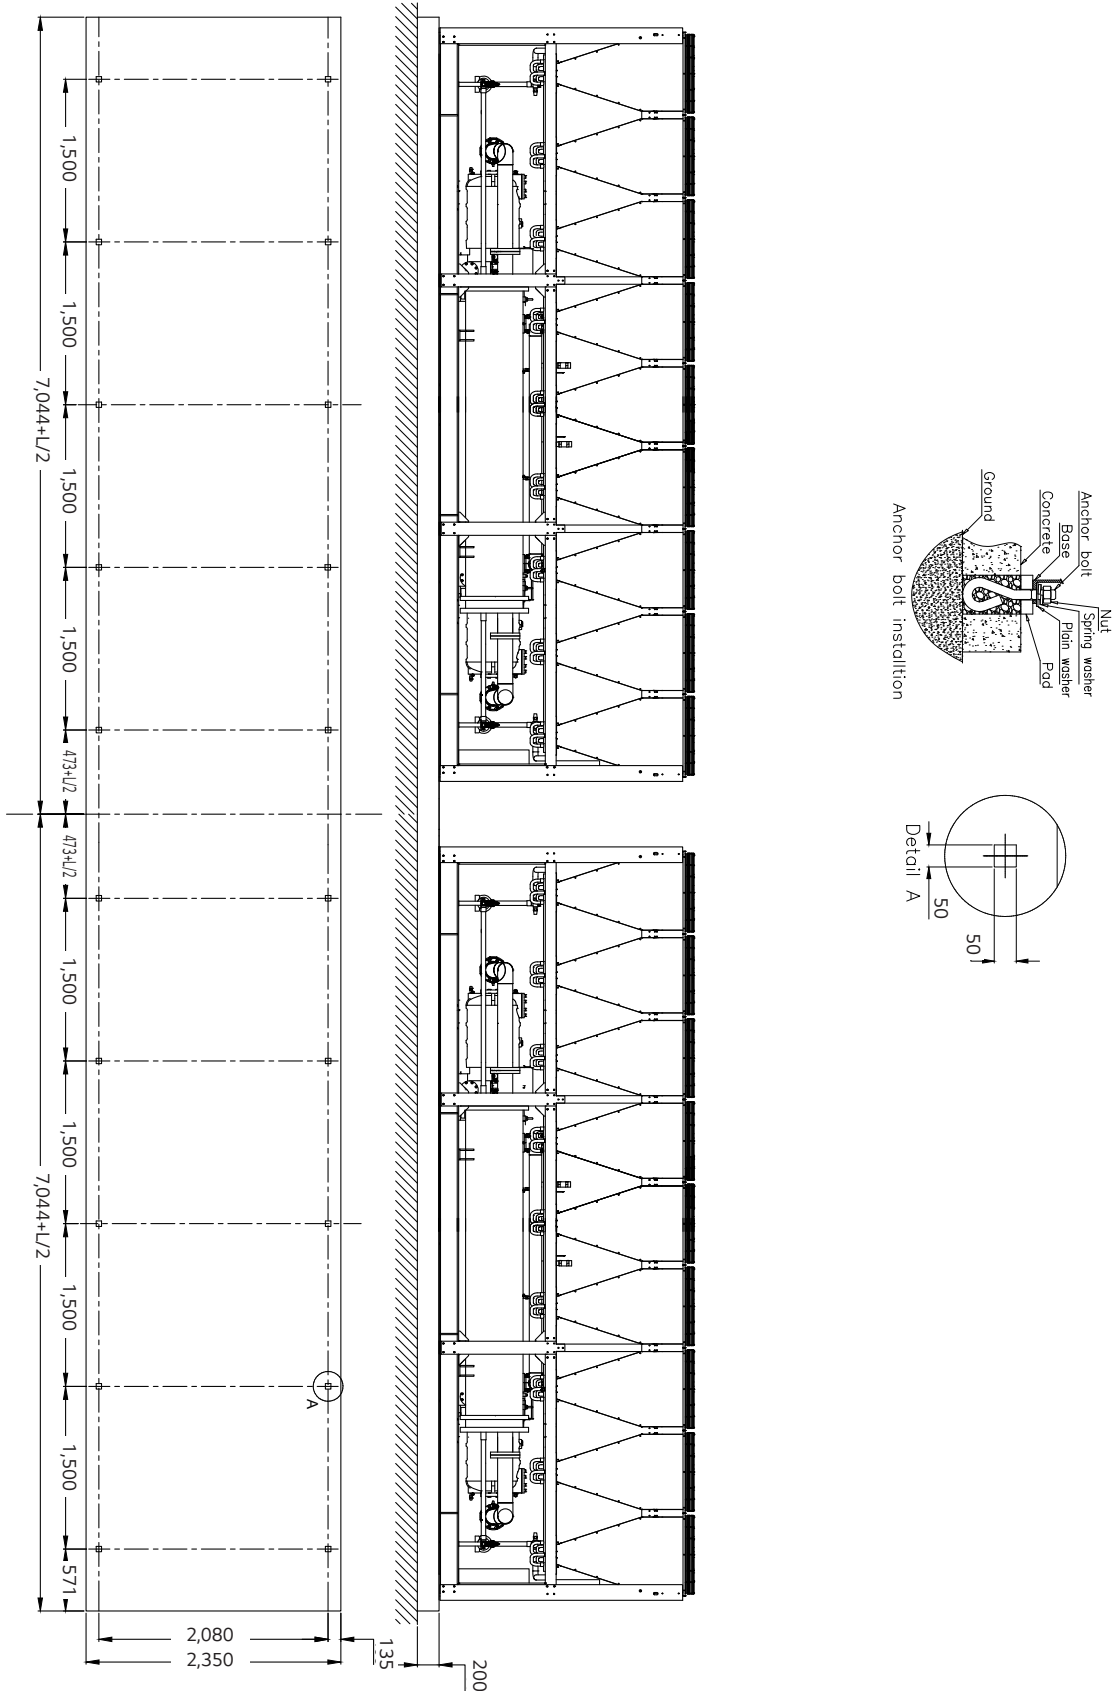 Nut
Spring washer
Plain washer
Pad
Anchor bolt
Base
Concrete
Ground
Anchor bolt installtion
50
50
Detail A
200
135
2,080
2,350
A
1,500
1,500
1,500
1,500
473+L/2
473+L/2
1,500
1,500
1,500
1,500
571
7,044+L/2
7,044+L/2